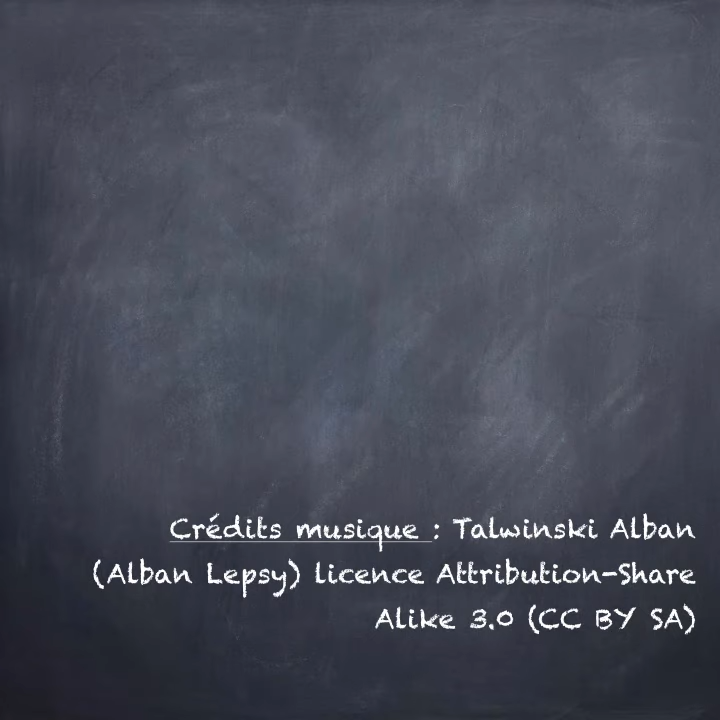 Crédits musique : Talwinski Alban
(Alban Lepsy) licence Attribution-Share
Alike 3.0 (CC BY SA)